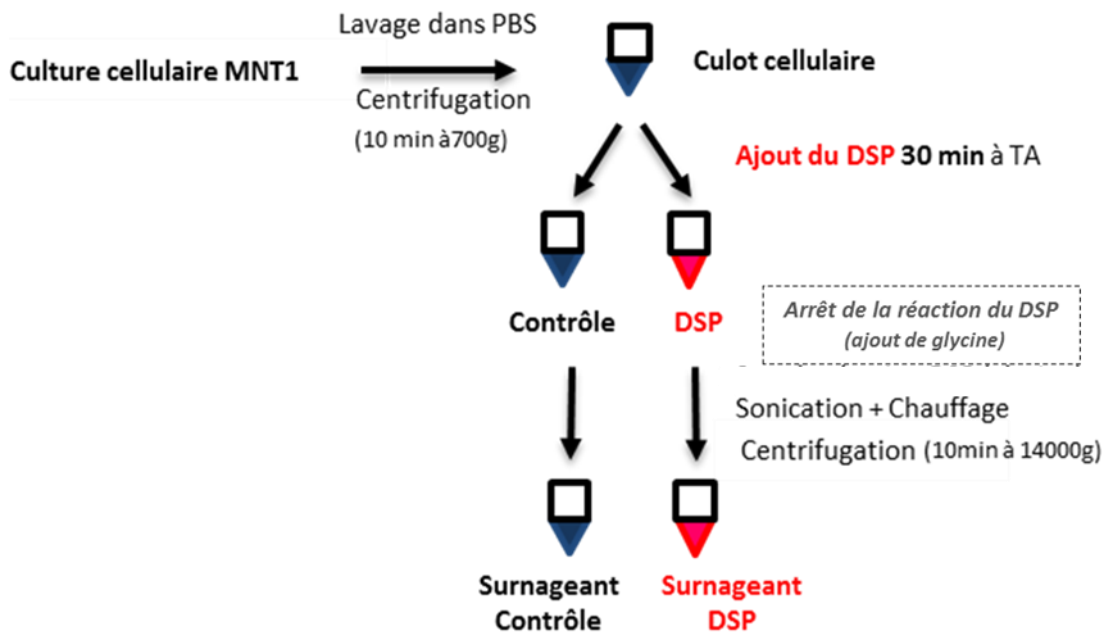 Lavage dans PBS
Culture cellulaire MNT1
Centrifugation
(10 min à700g)
Culot cellulaire
Ajout du DSP 30 min à TA
Contrôle
DSP
Arrêt de la réaction du DSP
(ajout de glycine)
Sonication + Chauffage
Centrifugation (10min à 14000g)
Surnageant
Contrôle
Surnageant
DSP